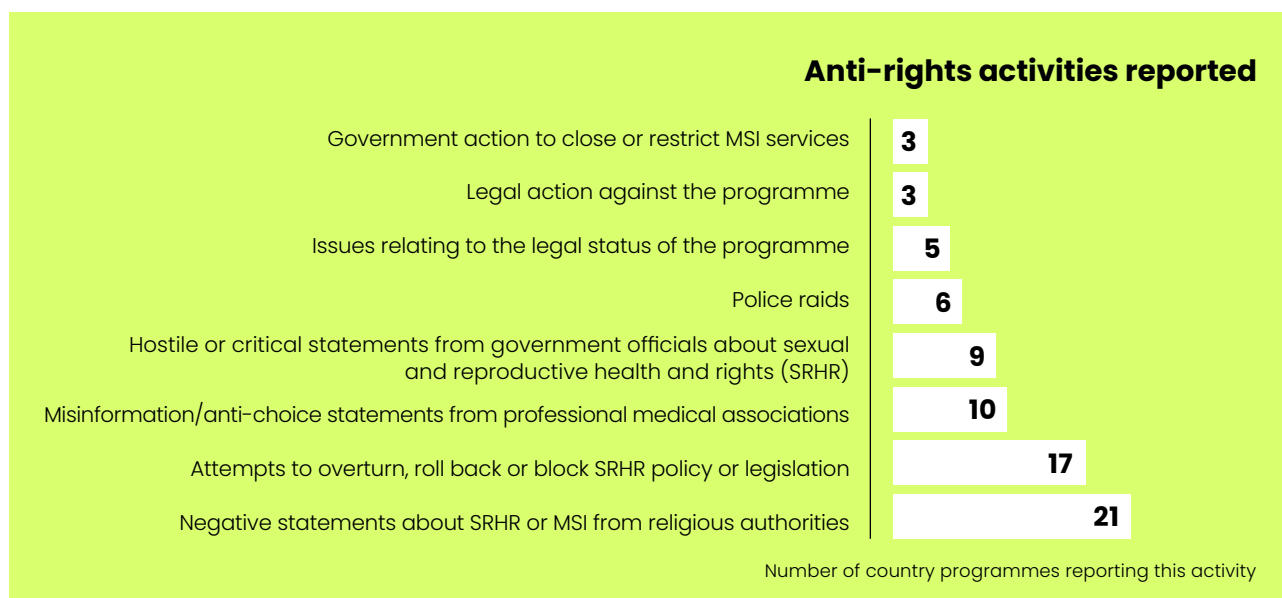 Anti-rights activities reported
Government action to close or restrict MSI services
3
Legal action against the programme
3
Issues relating to the legal status of the programme
5
Police raids
6
Hostile or critical statements from government officials about sexual
and reproductive health and rights (SRHR)
9
Misinformation/anti-choice statements from professional medical associations
10
Attempts to overturn, roll back or block SRHR policy or legislation
17
Negative statements about SRHR or MSI from religious authorities
21
Number of country programmes reporting this activity